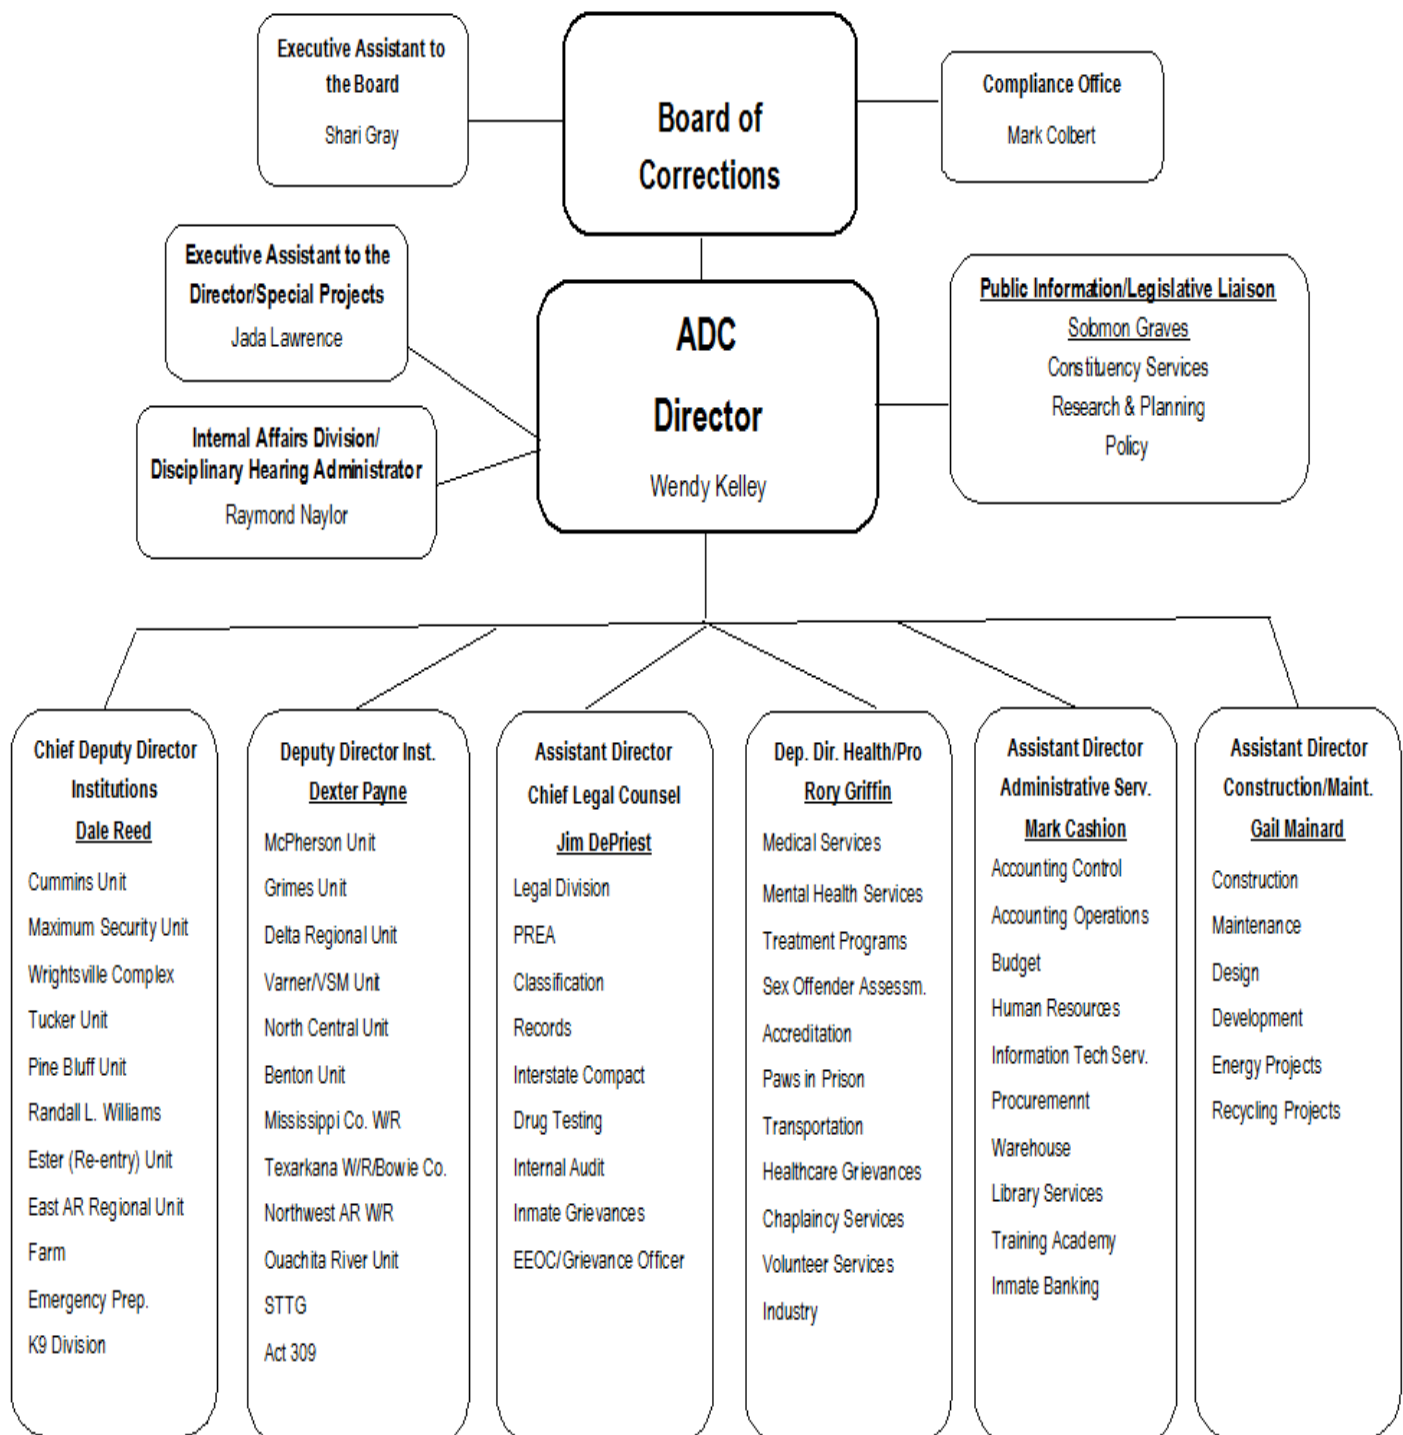 Executive Assistant to
the Board
Shari Gray
Board of
Corrections
Compliance Office
Mark Colbert
Executive Assistant to the
Director/Special Projects
Jada Lawrence
Internal Affairs Division/
Disciplinary Hearing Administrator
Raymond Naylor
ADC
Director
Wendy Kelley
Public Information/Legislative Liaison
Sobmon Graves
Constituency Services
Research & Planning
Policy
Chief Deputy Director
Institutions
Dale Reed
Cummins Unit
Maximum Security Unit
Wrightsville Complex
Tucker Unit
Pine Bluff Unit
Randall L. Williams
Ester (Re-entry) Unit
East AR Regional Unit
Farm
Emergency Prep.
K9 Division
Deputy Director Inst.
Dexter Payne
McPherson Unit
Grimes Unit
Delta Regional Unit
Varner/VSM Unit
North Central Unit
Benton Unit
Mississippi Co. W/R
Texarkana W/R/Bowie Co.
Northwest AR W/R
Ouachita River Unit
STTG
Act 309
Assistant Director
Chief Legal Counsel
Jim DePriest
Legal Division
PREA
Classification
Records
Interstate Compact
Drug Testing
Internal Audit
Inmate Grievances
EEOC/Grievance Officer
Dep. Dir. Health/Pro
Rory Griffin
Medical Services
Mental Health Services
Treatment Programs
Sex Offender Assessm.
Accreditation
Paws in Prison
Transportation
Healthcare Grievances
Chaplaincy Services
Volunteer Services
Industry
Assistant Director
Administrative Serv.
Mark Cashion
Accounting Control
Accounting Operations
Budget
Human Resources
Information Tech Serv.
Procuremennt
Warehouse
Library Services
Training Academy
Inmate Banking
Assistant Director
Construction/Maint.
Gail Mainard
Construction
Maintenance
Design
Development
Energy Projects
Recycling Projects